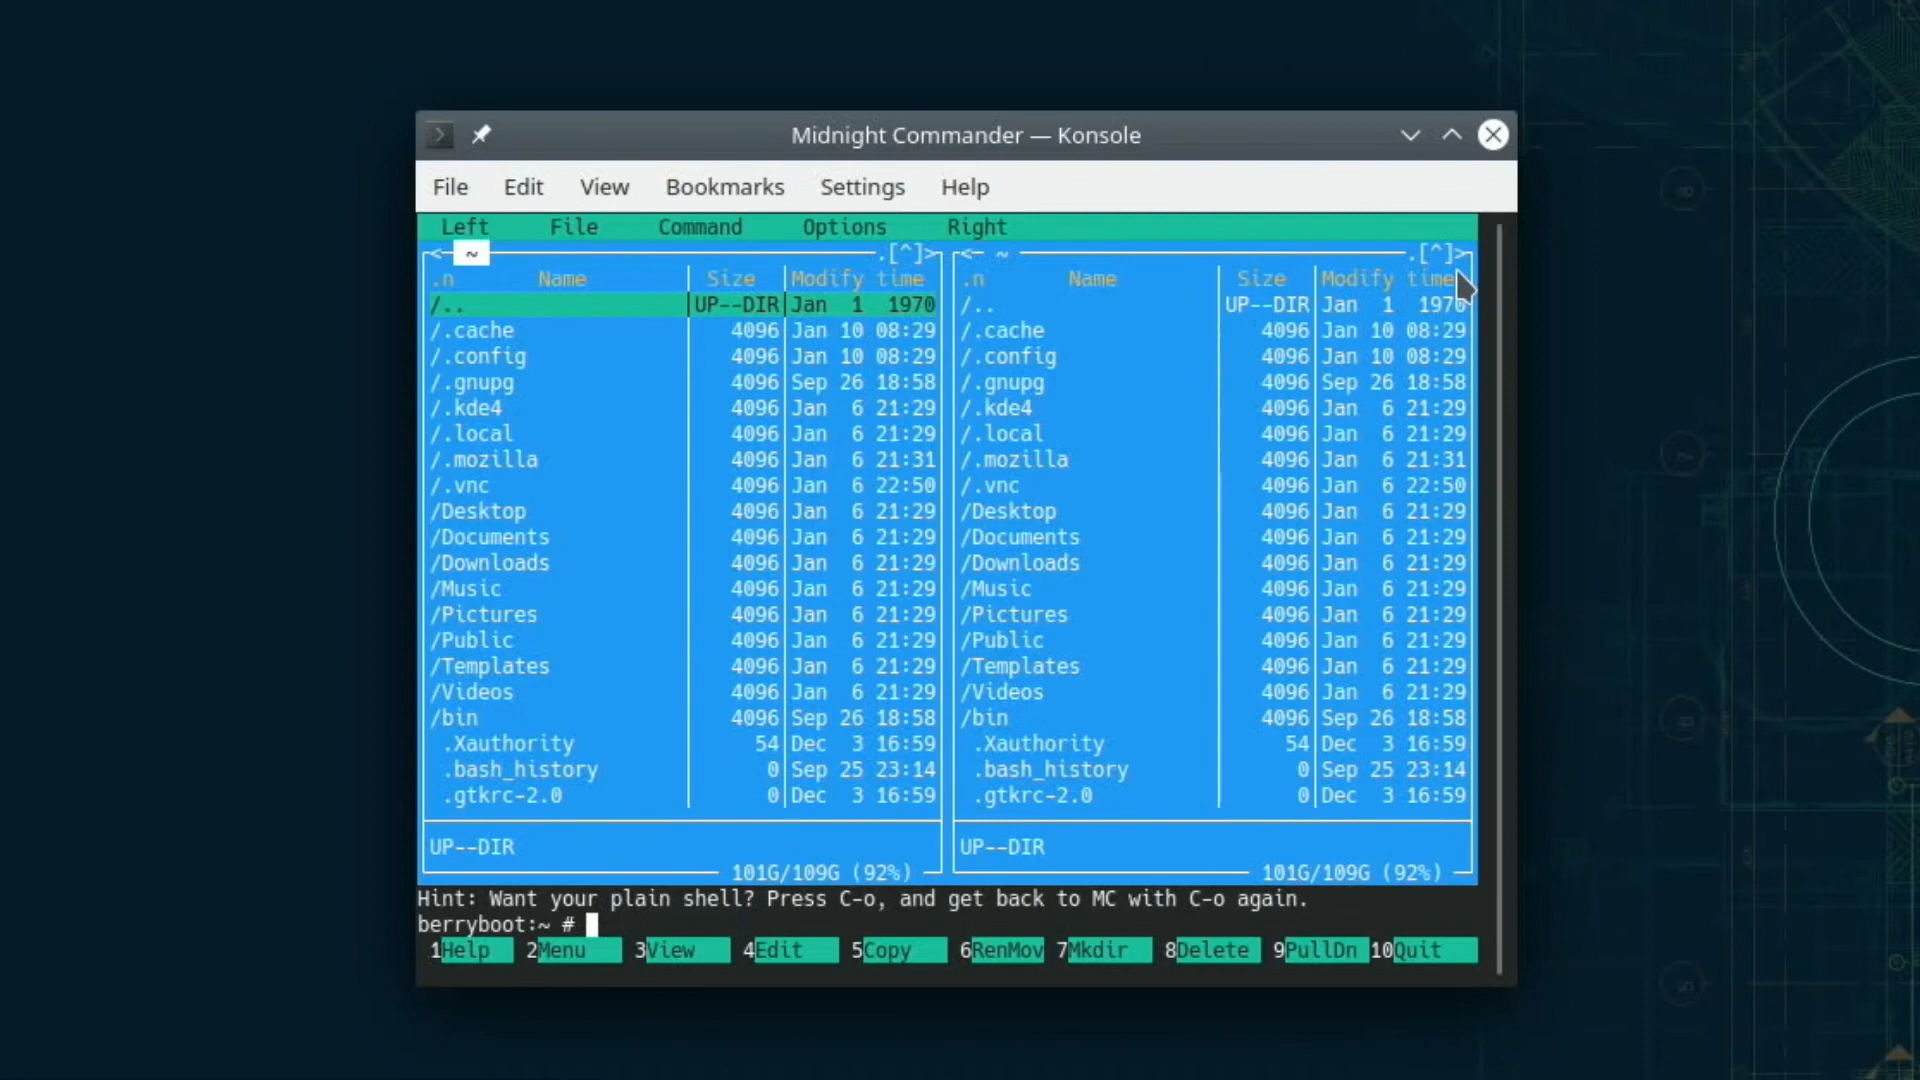 Midnight Commander — Konsole
File Edit View Bookmarks Settings Help
Left File Command Options Right
<─ ~ .[^]> <─ ~ .[^]>
.n Name Size Modify time .n Name Size Modify time
/.. UP--DIR Jan 1 1970 /.. UP--DIR Jan 1 1970
/.cache 4096 Jan 10 08:29 /.cache 4096 Jan 10 08:29
/.config 4096 Jan 10 08:29 /.config 4096 Jan 10 08:29
/.gnupg 4096 Sep 26 18:58 /.gnupg 4096 Sep 26 18:58
/.kde4 4096 Jan 6 21:29 /.kde4 4096 Jan 6 21:29
/.local 4096 Jan 6 21:29 /.local 4096 Jan 6 21:29
/.mozilla 4096 Jan 6 21:31 /.mozilla 4096 Jan 6 21:31
/.vnc 4096 Jan 6 22:50 /.vnc 4096 Jan 6 22:50
/Desktop 4096 Jan 6 21:29 /Desktop 4096 Jan 6 21:29
/Documents 4096 Jan 6 21:29 /Documents 4096 Jan 6 21:29
/Downloads 4096 Jan 6 21:29 /Downloads 4096 Jan 6 21:29
/Music 4096 Jan 6 21:29 /Music 4096 Jan 6 21:29
/Pictures 4096 Jan 6 21:29 /Pictures 4096 Jan 6 21:29
/Public 4096 Jan 6 21:29 /Public 4096 Jan 6 21:29
/Templates 4096 Jan 6 21:29 /Templates 4096 Jan 6 21:29
/Videos 4096 Jan 6 21:29 /Videos 4096 Jan 6 21:29
/bin 4096 Sep 26 18:58 /bin 4096 Sep 26 18:58
.Xauthority 54 Dec 3 16:59 .Xauthority 54 Dec 3 16:59
.bash_history 0 Sep 25 23:14 .bash_history 0 Sep 25 23:14
.gtkrc-2.0 0 Dec 3 16:59 .gtkrc-2.0 0 Dec 3 16:59
UP--DIR UP--DIR
101G/109G (92%) 101G/109G (92%)
Hint: Want your plain shell? Press C-o, and get back to MC with C-o again.
berryboot:~ #
1Help 2Menu 3View 4Edit 5Copy 6RenMov 7Mkdir 8Delete 9PullDn 10Quit